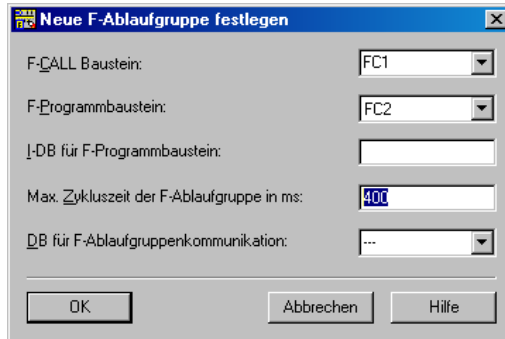 Neue F-Ablaufgruppe festlegen
F-CALL Baustein: FC1
F-Programmbaustein: FC2
I-DB für F-Programmbaustein:
Max. Zykluszeit der F-Ablaufgruppe in ms: 400
DB für F-Ablaufgruppenkommunikation: ---
OK Abbrechen Hilfe